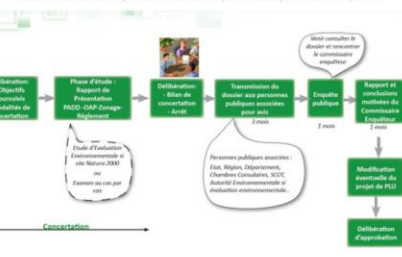 Venir consulter le
dossier et rencontrer
le commissaire
enquêteur
Délibération:
Objectifs
poursuivis
Modalités de
concertation
Phase d'étude :
Rapport de
Présentation
PADD -OAP-Zonage-
Règlement
Délibération:
- Bilan de
concertation
- Arrêt
Transmission du
dossier aux personnes
publiques associées
pour avis
3 mois
Enquête
publique
1 mois
Rapport et
conclusions
motivées du
Commissaire
Enquêteur
1 mois
Etude d'Evaluation
Environnementale si
site Natura 2000
ou
Examen au cas par
cas
Personnes publiques associées :
Etat, Région, Département,
Chambres Consulaires, SCOT,
Autorité Environnementale si
évaluation environnementale..
Modification
éventuelle du
projet de PLU
Délibération
d'approbation
Concertation